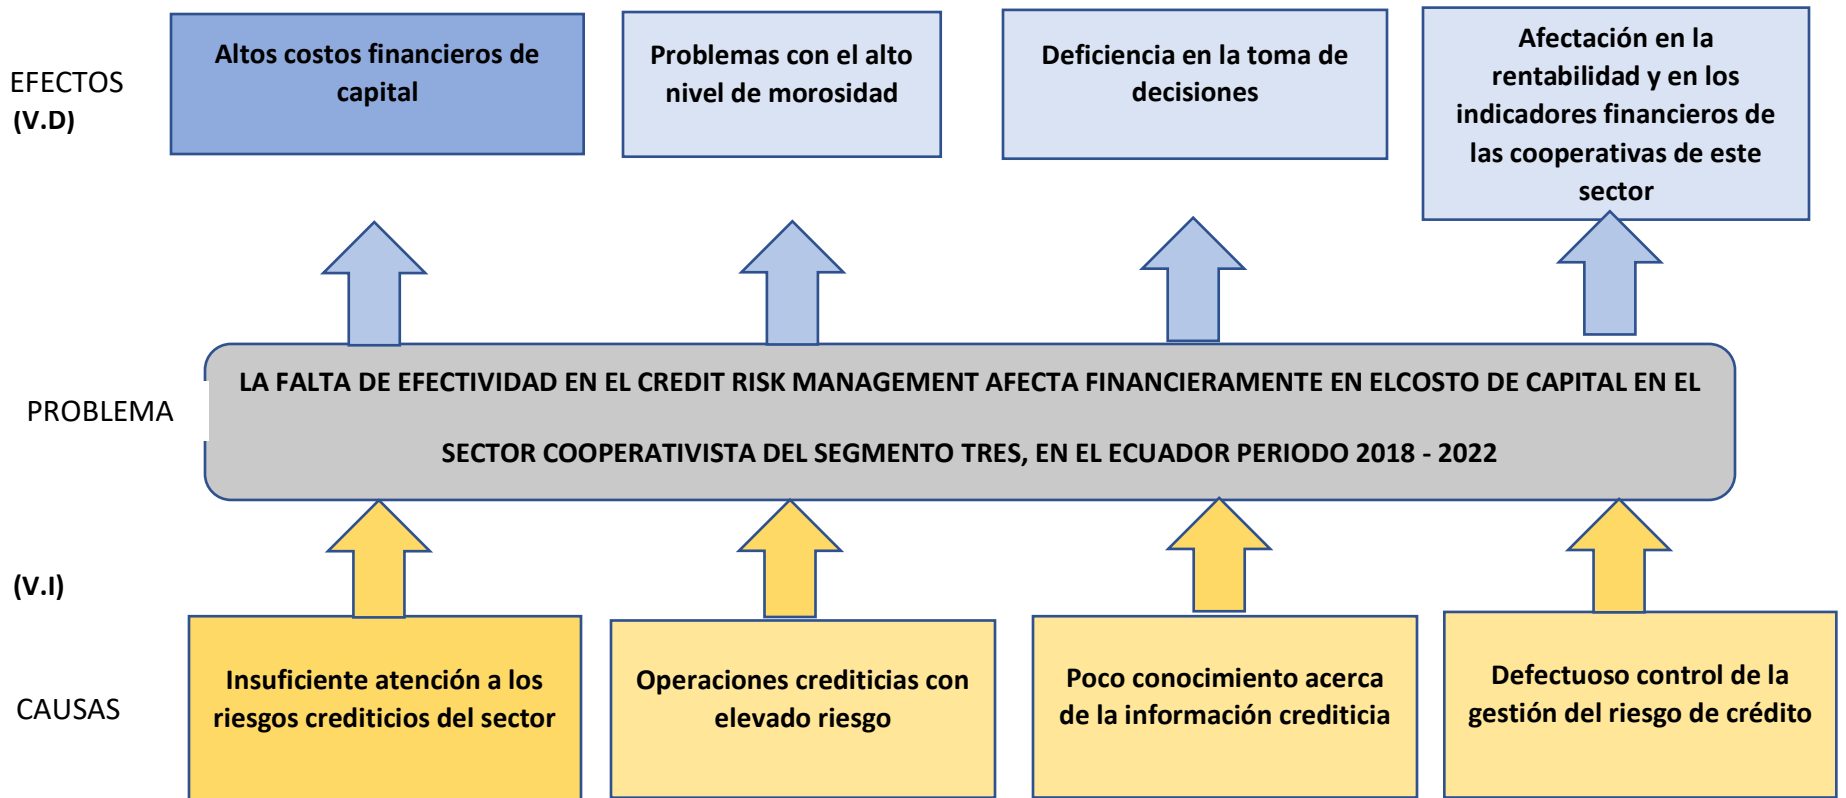 EFECTOS
(V.D)
Altos costos financieros de
capital
Problemas con el alto
nivel de morosidad
Deficiencia en la toma de
decisiones
Afectación en la
rentabilidad y en los
indicadores financieros de
las cooperativas de este
sector
PROBLEMA
LA FALTA DE EFECTIVIDAD EN EL CREDIT RISK MANAGEMENT AFECTA FINANCIERAMENTE EN ELCOSTO DE CAPITAL EN EL
SECTOR COOPERATIVISTA DEL SEGMENTO TRES, EN EL ECUADOR PERIODO 2018 - 2022
(V.I)
CAUSAS
Insuficiente atención a los
riesgos crediticios del sector
Operaciones crediticias con
elevado riesgo
Poco conocimiento acerca
de la información crediticia
Defectuoso control de la
gestión del riesgo de crédito